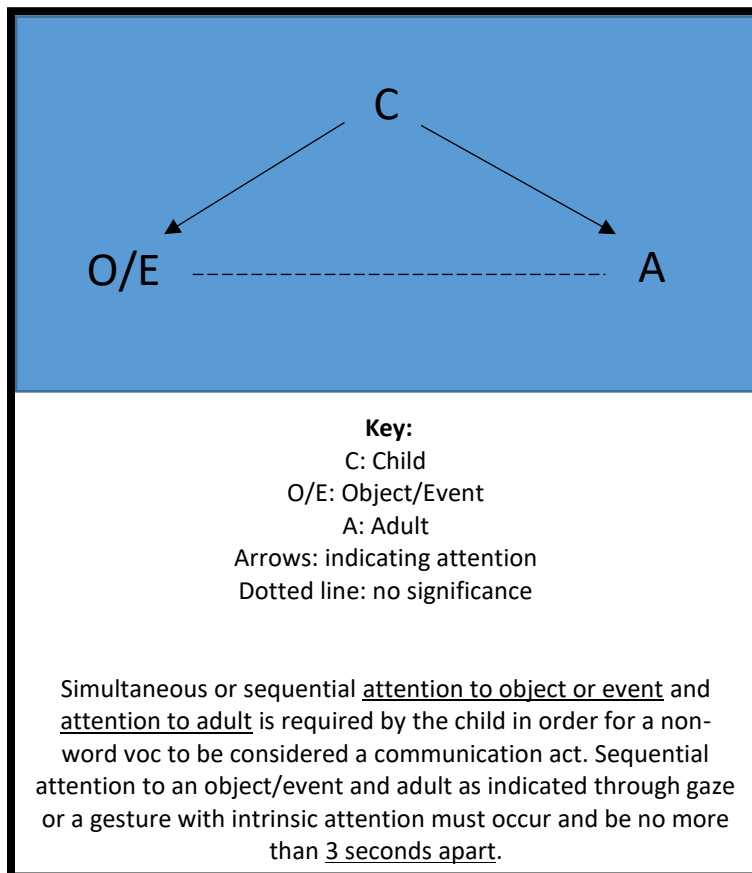 C
O/E
A
Key:
C: Child
O/E: Object/Event
A: Adult
Arrows: indicating attention
Dotted line: no significance
Simultaneous or sequential attention to object or event and
attention to adult is required by the child in order for a non-
word voc to be considered a communication act. Sequential
attention to an object/event and adult as indicated through gaze
or a gesture with intrinsic attention must occur and be no more
than 3 seconds apart.